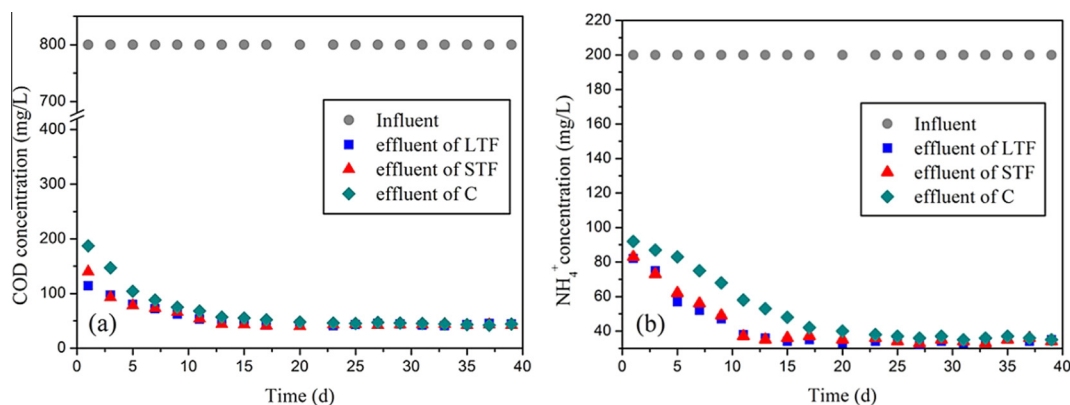 800
700
400
300
200
100
0
COD concentration (mg/L)
Influent
effluent of LTF
effluent of STF
effluent of C
(a)
0 5 10 15 20 25 30 35 40
Time (d)
220
200
180
160
140
120
100
80
60
40
NH₄⁺ concentration (mg/L)
Influent
effluent of LTF
effluent of STF
effluent of C
(b)
0 5 10 15 20 25 30 35 40
Time (d)